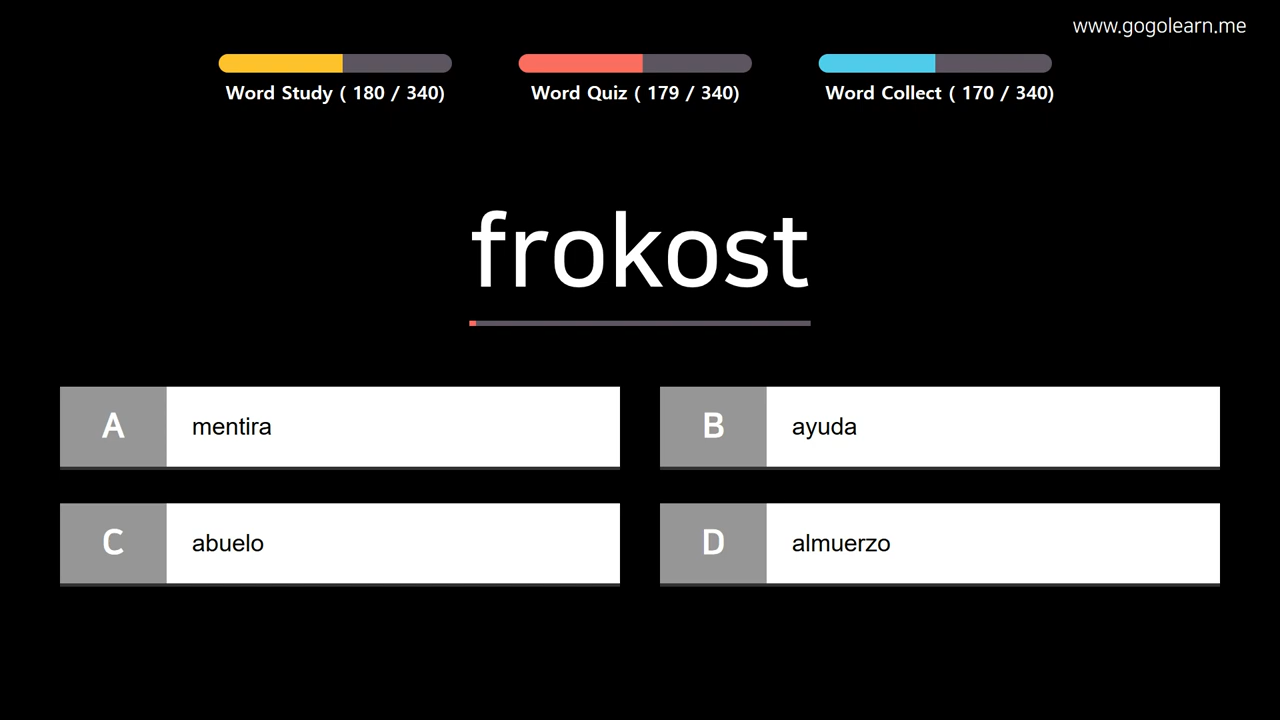 www.gogolearn.me
Word Study ( 180 / 340)
Word Quiz ( 179 / 340)
Word Collect ( 170 / 340)
frokost
A mentira
B ayuda
C abuelo
D almuerzo